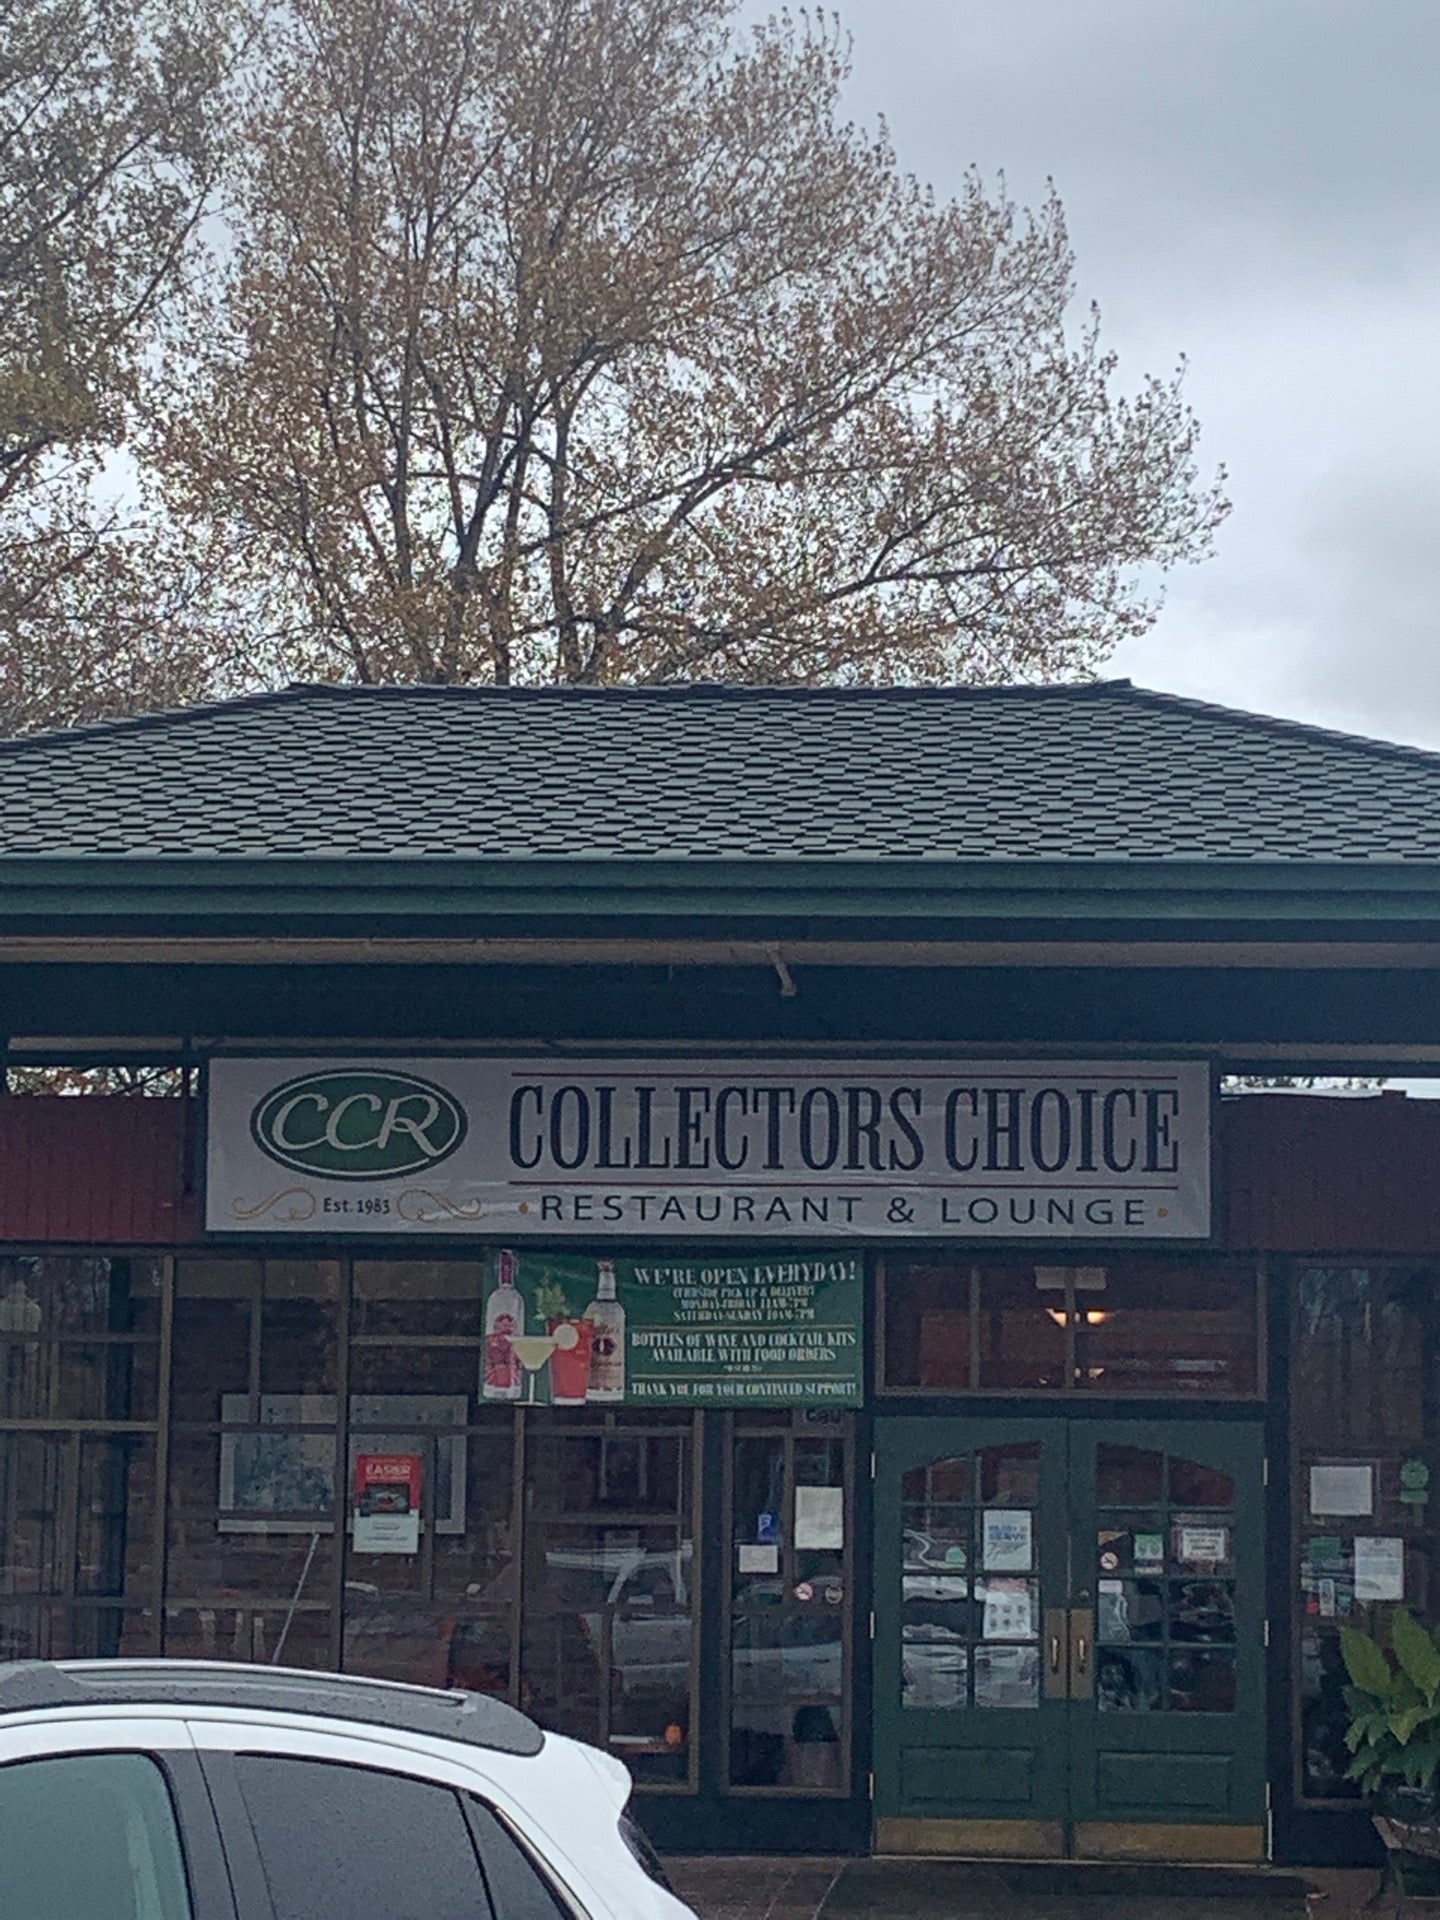 CCR
Est. 1983
COLLECTORS CHOICE
RESTAURANT & LOUNGE
WE'RE OPEN EVERYDAY!
CURBSIDE PICK UP & DELIVERY
MONDAY-FRIDAY 11AM-7PM
SATURDAY-SUNDAY 10AM-7PM
BOTTLES OF WINE AND COCKTAIL KITS
AVAILABLE WITH FOOD ORDERS
THANK YOU FOR YOUR CONTINUED SUPPORT!
EASIER